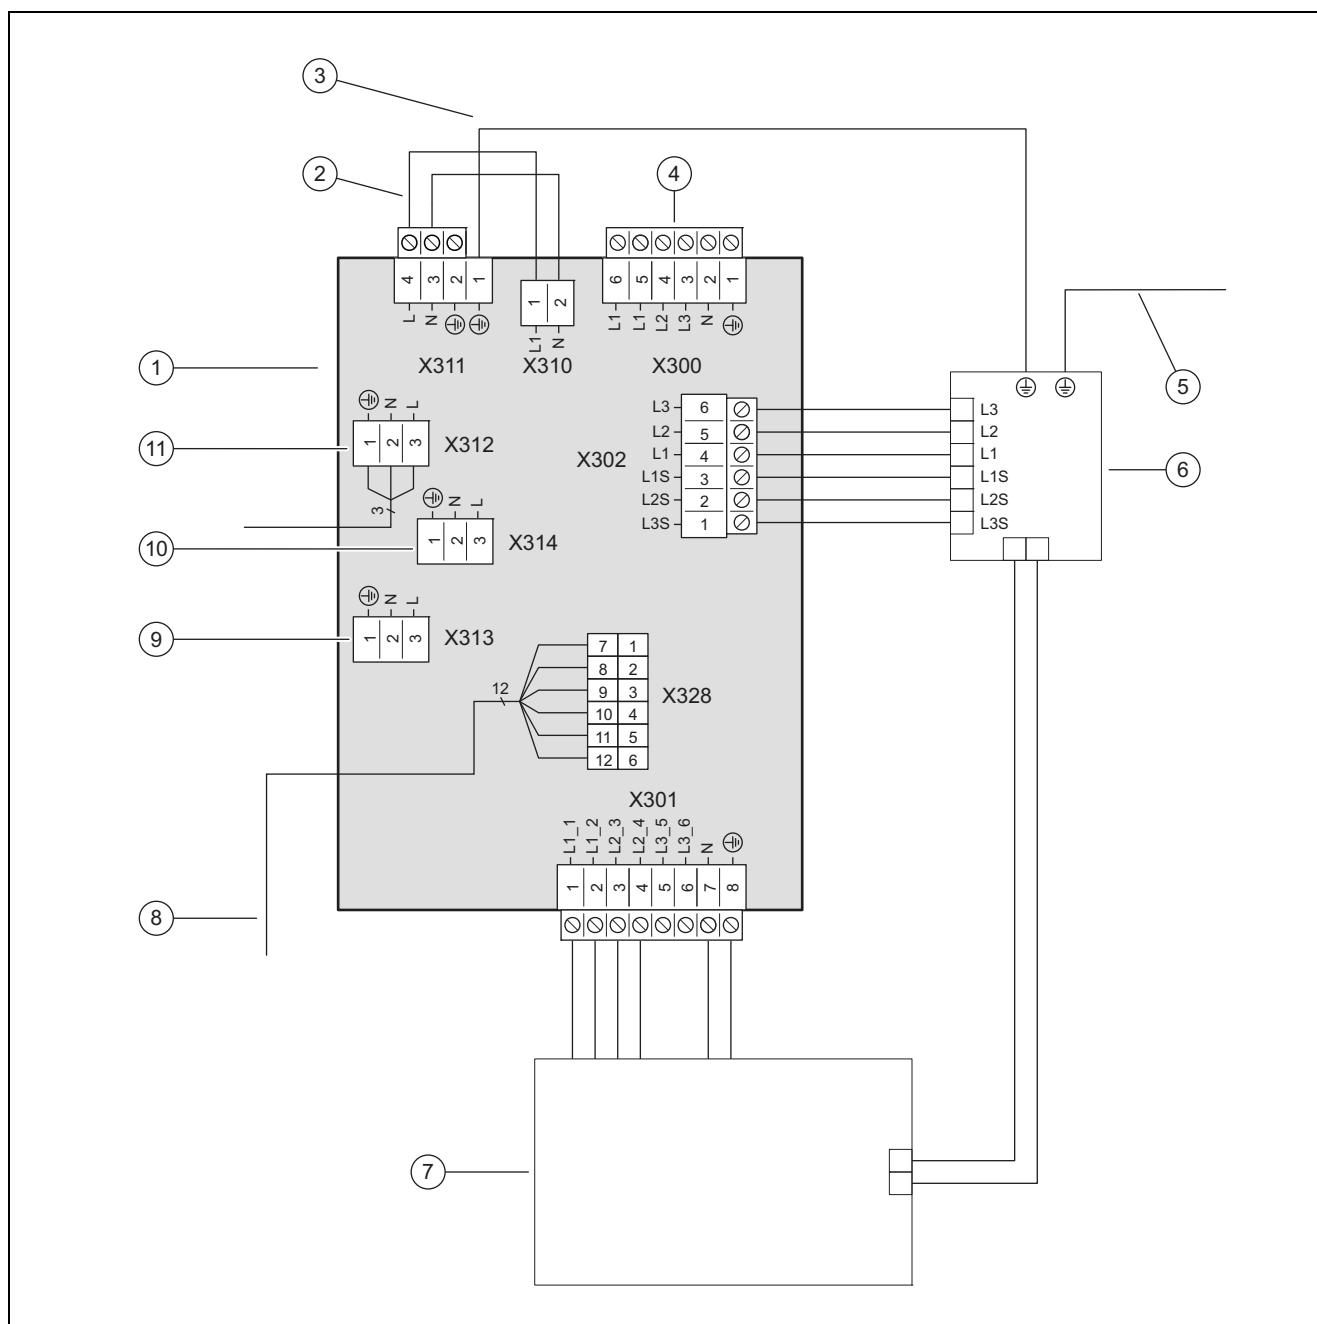 3
2
4
4 3 2 1
L N
1 2
L1 N
6 5 4 3 2 1
L1 L1 L2 L3 N
X311
X310
X300
1
5
N L
1 2 3
X312
11
3
L3 6
L2 5
L1 4
L1S 3
L2S 2
L3S 1
X302
L3
L2
L1
L1S
L2S
L3S
6
N L
1 2 3
X314
10
N L
1 2 3
X313
9
12
7 1
8 2
9 3
10 4
11 5
12 6
X328
X301
L1_1 L1_2 L2_3 L2_4 L3_5 L3_6 N
1 2 3 4 5 6 7 8
8
7